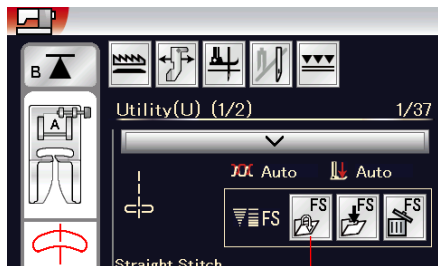 B
A
Utility(U) (1/2) 1/37
Auto Auto
FS FS FS FS
Straight Stitch